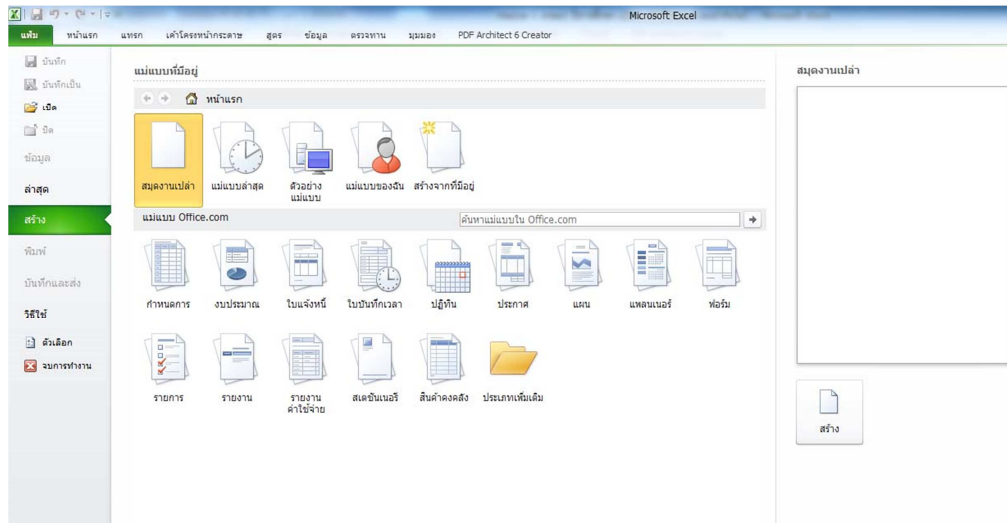 Microsoft Excel
แฟ้ม หน้าแรก แทรก เค้าโครงหน้ากระดาษ สูตร ข้อมูล ตรวจทาน มุมมอง PDF Architect 6 Creator
บันทึก
บันทึกเป็น
เปิด
ปิด
ข้อมูล
ล่าสุด
สร้าง
พิมพ์
บันทึกและส่ง
วิธีใช้
ตัวเลือก
จบการทำงาน
แม่แบบที่มีอยู่
หน้าแรก
สมุดงานเปล่า แม่แบบล่าสุด ตัวอย่าง แม่แบบของฉัน สร้างจากที่มีอยู่
แม่แบบ
แม่แบบ Office.com ค้นหาแม่แบบใน Office.com
กำหนดการ งบประมาณ ใบแจ้งหนี้ ใบบันทึกเวลา ปฏิทิน ประกาศ แผน แพลนเนอร์ ฟอร์ม
รายการ รายงาน รายงาน สเตชันเนอรี สินค้าคงคลัง ประเภทเพิ่มเติม
ค่าใช้จ่าย
สมุดงานเปล่า
สร้าง